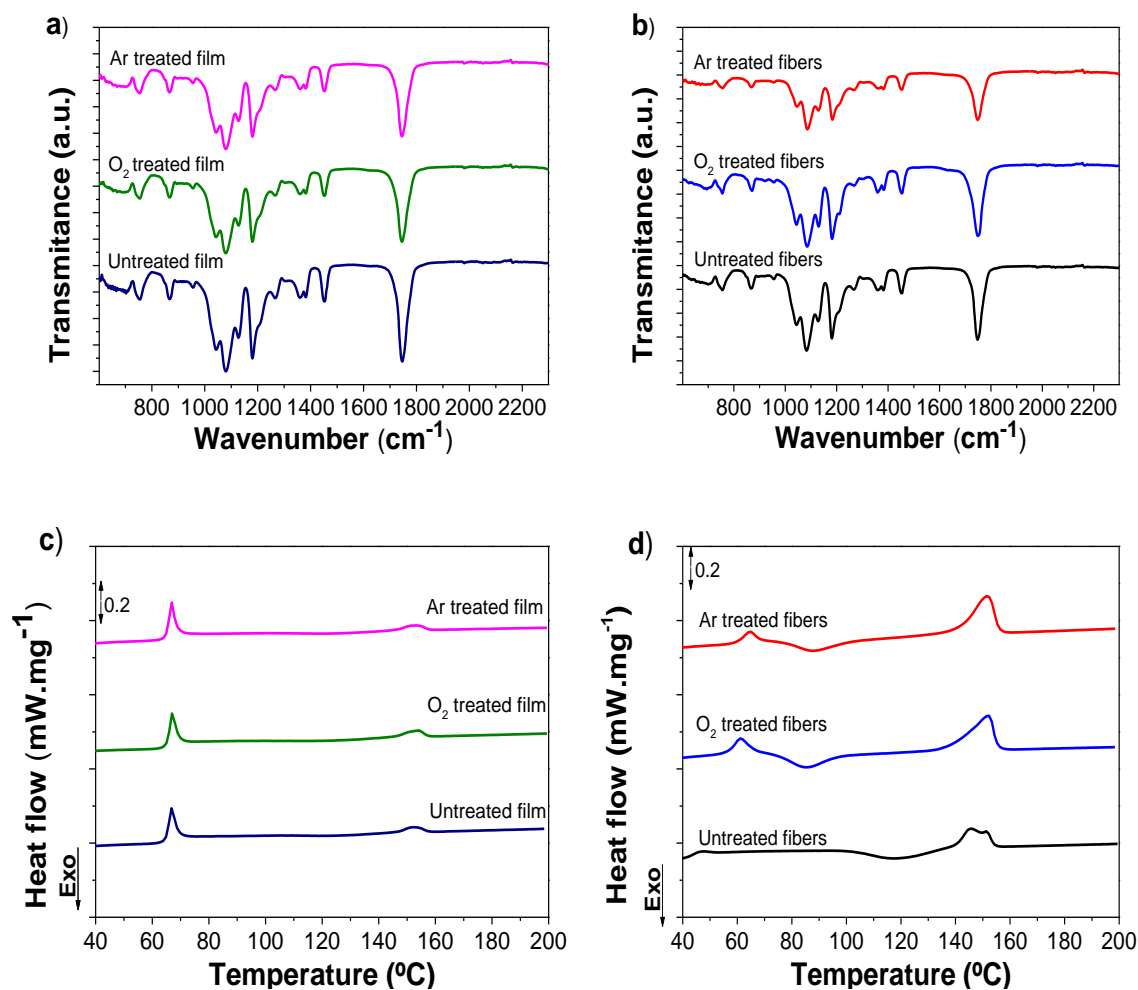 a)
Ar treated film
O₂ treated film
Untreated film
Transmitance (a.u.)
800 1000 1200 1400 1600 1800 2000 2200
Wavenumber (cm⁻¹)
b)
Ar treated fibers
O₂ treated fibers
Untreated fibers
Transmitance (a.u.)
800 1000 1200 1400 1600 1800 2000 2200
Wavenumber (cm⁻¹)
c)
0.2
Ar treated film
O₂ treated film
Untreated film
Heat flow (mW.mg⁻¹)
Exo
40 60 80 100 120 140 160 180 200
Temperature (ºC)
d)
0.2
Ar treated fibers
O₂ treated fibers
Untreated fibers
Heat flow (mW.mg⁻¹)
Exo
40 60 80 100 120 140 160 180 200
Temperature (ºC)